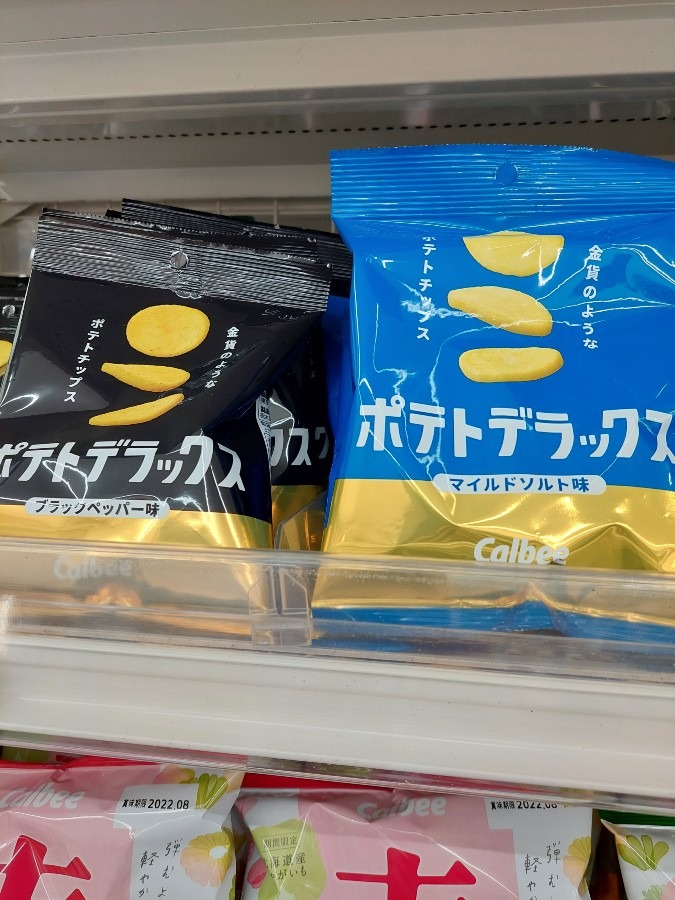 金貨のような
ポテトチップス
ポテトデラックス
ブラックペッパー味
Calbee
金貨のような
ポテトチップス
ポテトデラックス
マイルドソルト味
Calbee
Calbee
賞味期限 2022.08
弾むよ
軽やか
Calbee
賞味期限 2022.08
期間限定
海道産
がいも
弾む
軽や